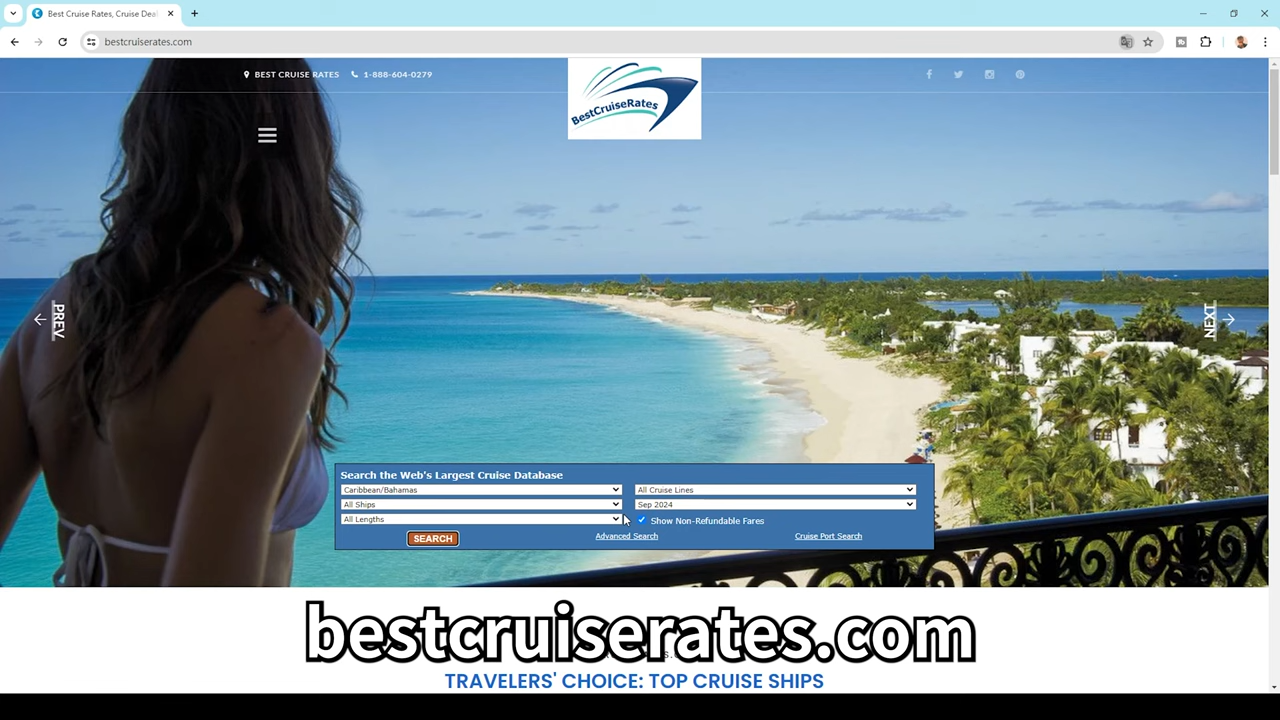 Best Cruise Rates, Cruise Dea
bestcruiserates.com
BEST CRUISE RATES 1-888-604-0279
BestCruiseRates
PREV
NEXT
Search the Web's Largest Cruise Database
Caribbean/Bahamas All Cruise Lines
All Ships Sep 2024
All Lengths Show Non-Refundable Fares
SEARCH Advanced Search Cruise Port Search
bestcruiserates.com
TRAVELERS' CHOICE: TOP CRUISE SHIPS